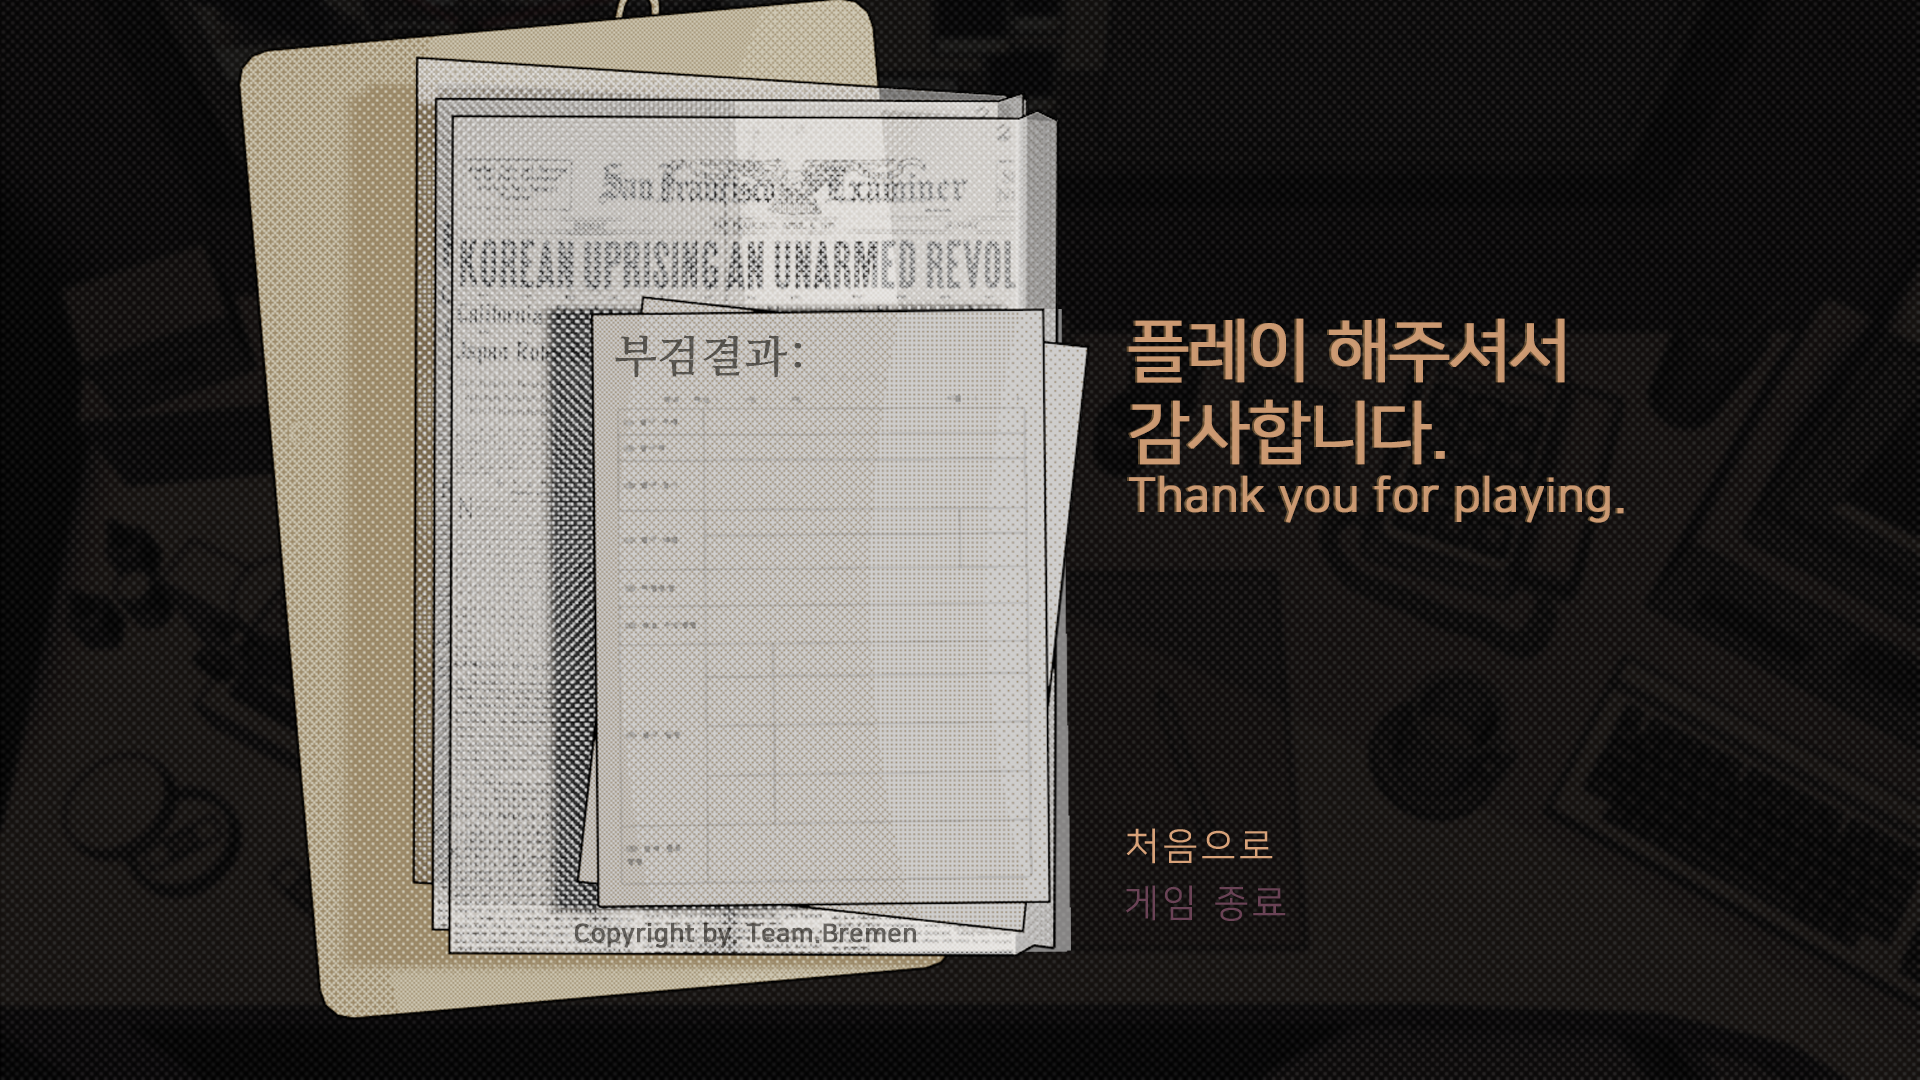 San Francisco Examiner
KOREAN UPRISING AN UNARMED REVOL
California
부검결과:
플레이 해주셔서
감사합니다.
Thank you for playing.
처음으로
게임 종료
Copyright by. Team.Bremen